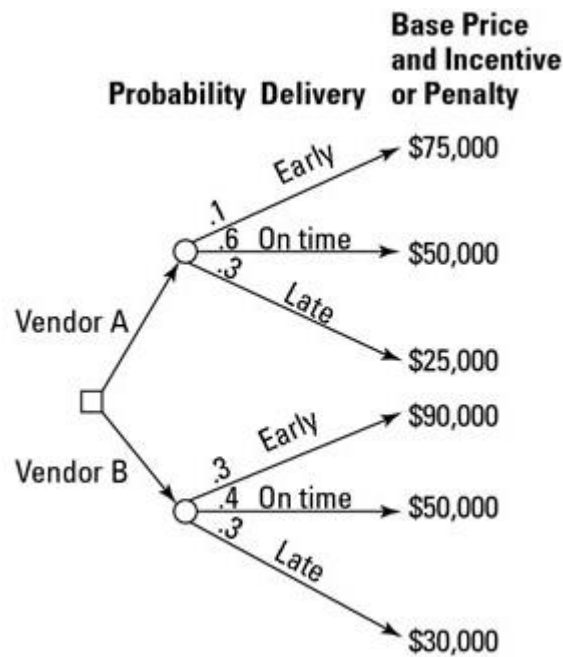 Base Price
and Incentive
Probability Delivery or Penalty
Early $75,000
.1
.6 On time $50,000
.3
Late
Vendor A
$25,000
Early $90,000
Vendor B
.3
.4 On time $50,000
.3
Late
$30,000